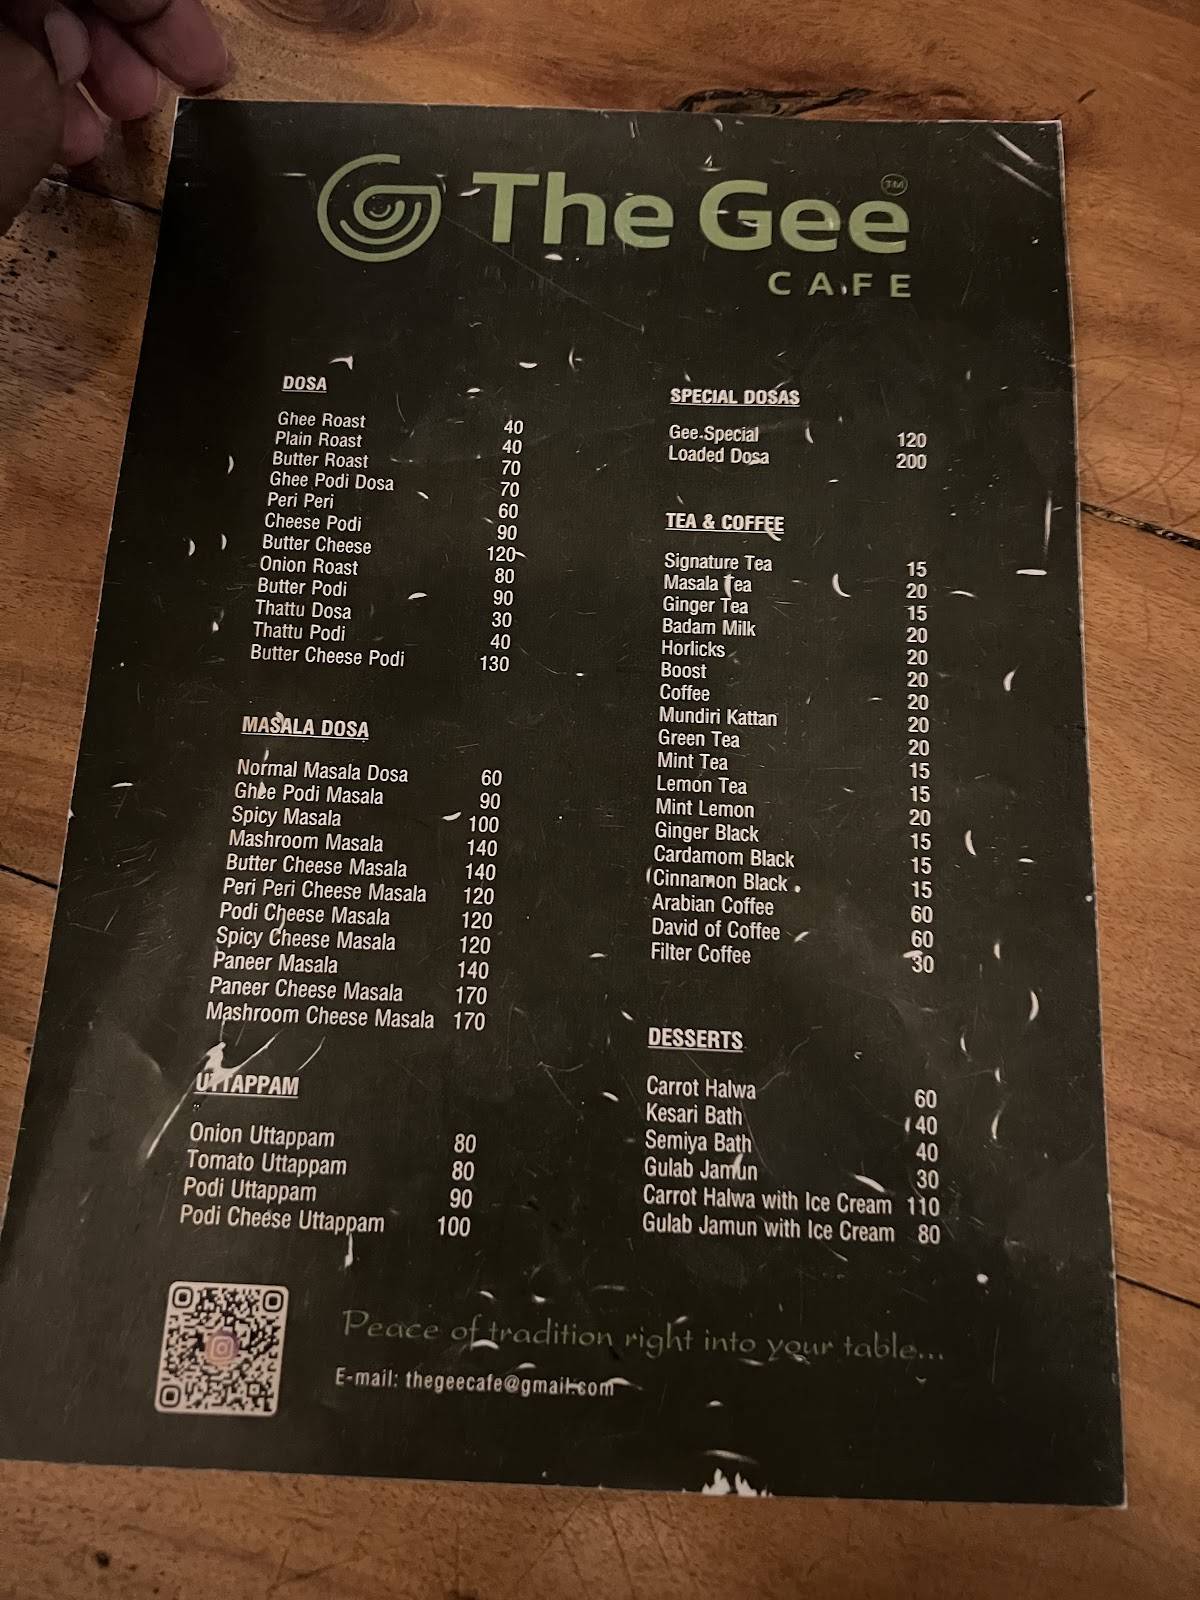 The Gee™
CAFE
DOSA
Ghee Roast 40
Plain Roast 40
Butter Roast 70
Ghee Podi Dosa 70
Peri Peri 60
Cheese Podi 90
Butter Cheese 120
Onion Roast 80
Butter Podi 90
Thattu Dosa 30
Thattu Podi 40
Butter Cheese Podi 130
MASALA DOSA
Normal Masala Dosa 60
Ghee Podi Masala 90
Spicy Masala 100
Mashroom Masala 140
Butter Cheese Masala 140
Peri Peri Cheese Masala 120
Podi Cheese Masala 120
Spicy Cheese Masala 120
Paneer Masala 140
Paneer Cheese Masala 170
Mashroom Cheese Masala 170
UTTAPPAM
Onion Uttappam 80
Tomato Uttappam 80
Podi Uttappam 90
Podi Cheese Uttappam 100
SPECIAL DOSAS
Gee Special 120
Loaded Dosa 200
TEA & COFFEE
Signature Tea 15
Masala Tea 20
Ginger Tea 15
Badam Milk 20
Horlicks 20
Boost 20
Coffee 20
Mundiri Kattan 20
Green Tea 20
Mint Tea 15
Lemon Tea 15
Mint Lemon 20
Ginger Black 15
Cardamom Black 15
Cinnamon Black 15
Arabian Coffee 60
David of Coffee 60
Filter Coffee 30
DESSERTS
Carrot Halwa 60
Kesari Bath 40
Semiya Bath 40
Gulab Jamun 30
Carrot Halwa with Ice Cream 110
Gulab Jamun with Ice Cream 80
Peace of tradition right into your table...
E-mail: thegeecafe@gmail.com